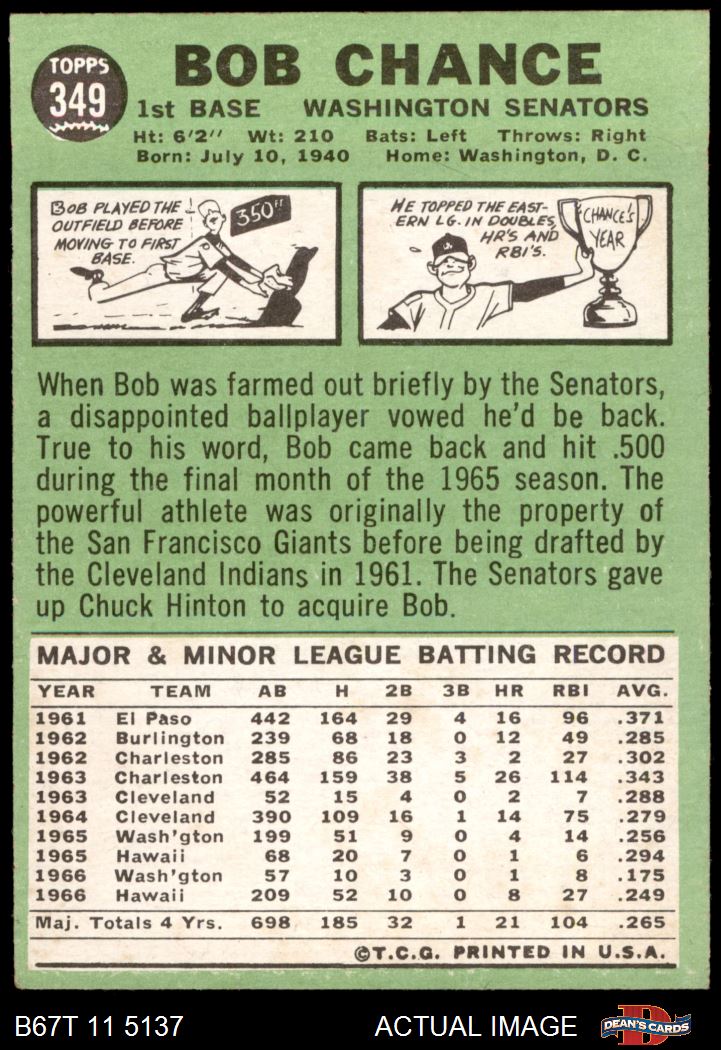 TOPPS
349
BOB CHANCE
1st BASE WASHINGTON SENATORS
Ht: 6'2" Wt: 210 Bats: Left Throws: Right
Born: July 10, 1940 Home: Washington, D. C.
BOB PLAYED THE
OUTFIELD BEFORE
MOVING TO FIRST
BASE.
350FT
HE TOPPED THE EAST-
ERN LG. IN DOUBLES,
HR'S AND
RBI'S.
CHANCE'S
YEAR
When Bob was farmed out briefly by the Senators,
a disappointed ballplayer vowed he'd be back.
True to his word, Bob came back and hit .500
during the final month of the 1965 season. The
powerful athlete was originally the property of
the San Francisco Giants before being drafted by
the Cleveland Indians in 1961. The Senators gave
up Chuck Hinton to acquire Bob.
MAJOR & MINOR LEAGUE BATTING RECORD
YEAR TEAM AB H 2B 3B HR RBI AVG.
1961 El Paso 442 164 29 4 16 96 .371
1962 Burlington 239 68 18 0 12 49 .285
1962 Charleston 285 86 23 3 2 27 .302
1963 Charleston 464 159 38 5 26 114 .343
1963 Cleveland 52 15 4 0 2 7 .288
1964 Cleveland 390 109 16 1 14 75 .279
1965 Wash'gton 199 51 9 0 4 14 .256
1965 Hawaii 68 20 7 0 1 6 .294
1966 Wash'gton 57 10 3 0 1 8 .175
1966 Hawaii 209 52 10 0 8 27 .249
Maj. Totals 4 Yrs. 698 185 32 1 21 104 .265
©T.C.G. PRINTED IN U.S.A.
B67T 11 5137 ACTUAL IMAGE
D
DEAN'S CARDS